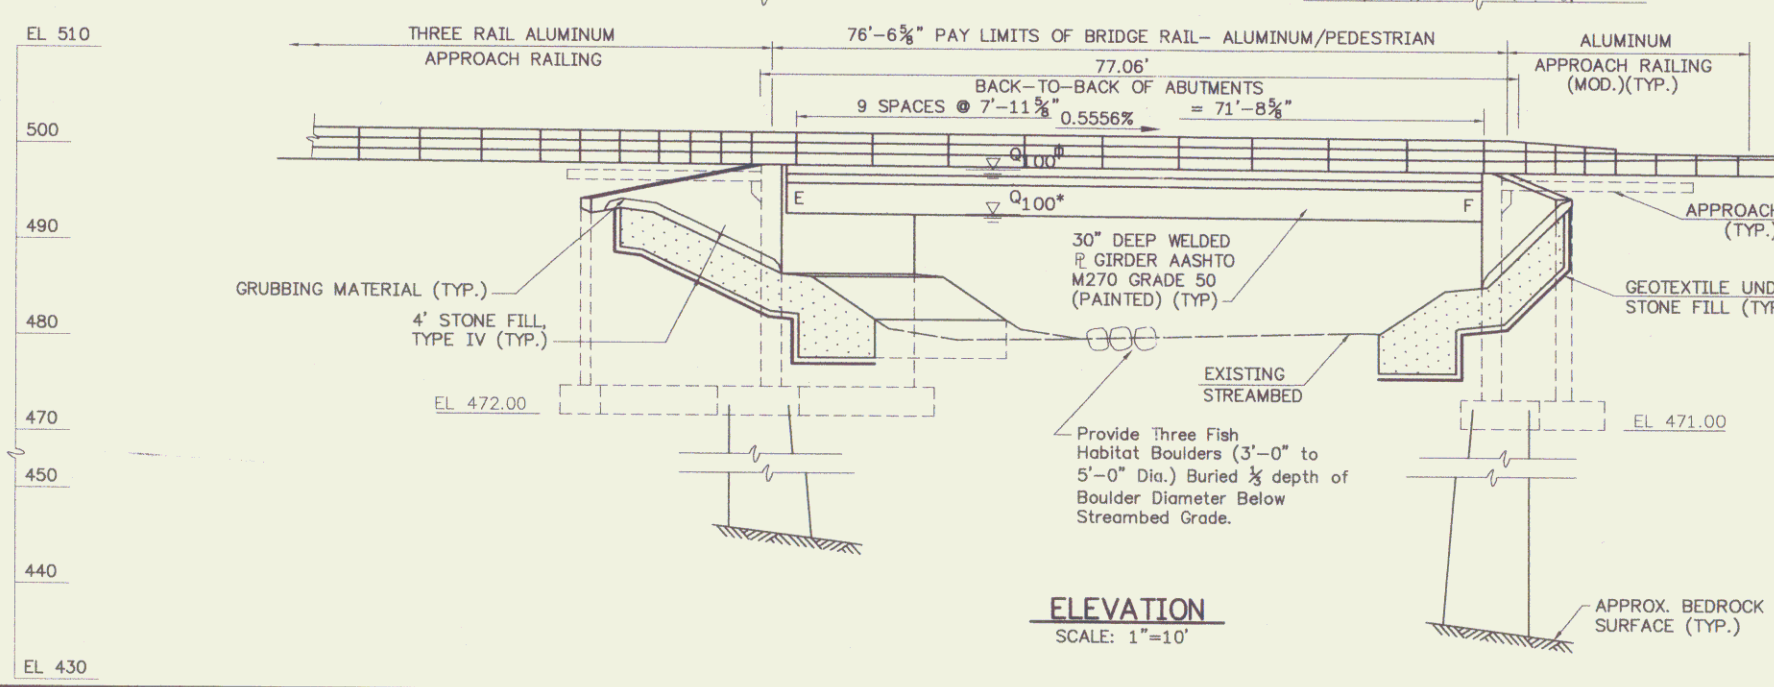 EL 510
THREE RAIL ALUMINUM
APPROACH RAILING
76'-6⅝" PAY LIMITS OF BRIDGE RAIL- ALUMINUM/PEDESTRIAN
ALUMINUM
APPROACH RAILING
(MOD.)(TYP.)
77.06'
BACK-TO-BACK OF ABUTMENTS
9 SPACES @ 7'-11⅝" = 71'-8⅝"
0.5556%
500
Q100ϕ
490
E
Q100*
F
APPROACH
(TYP.)
30" DEEP WELDED
℄ GIRDER AASHTO
M270 GRADE 50
(PAINTED) (TYP)
GRUBBING MATERIAL (TYP.)
4' STONE FILL,
TYPE IV (TYP.)
GEOTEXTILE UND
STONE FILL (TYP
480
EXISTING
STREAMBED
EL 472.00
470
EL 471.00
Provide Three Fish
Habitat Boulders (3'-0" to
5'-0" Dia.) Buried ⅓ depth of
Boulder Diameter Below
Streambed Grade.
450
440
ELEVATION
SCALE: 1"=10'
APPROX. BEDROCK
SURFACE (TYP.)
EL 430